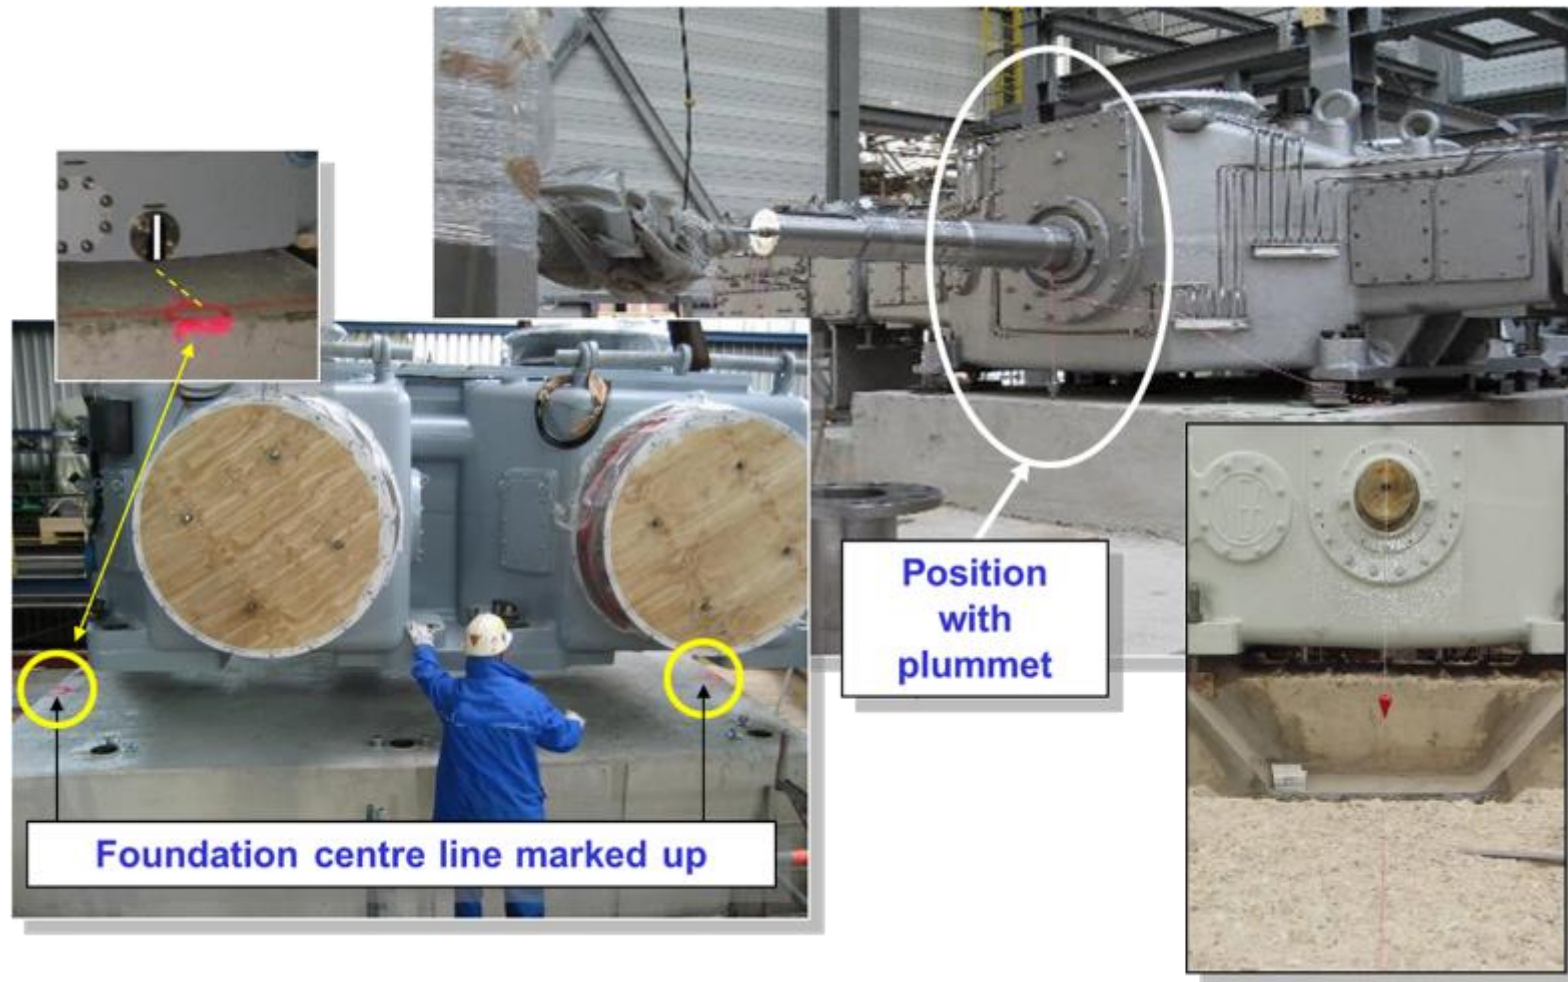 Position
with
plummet
Foundation centre line marked up